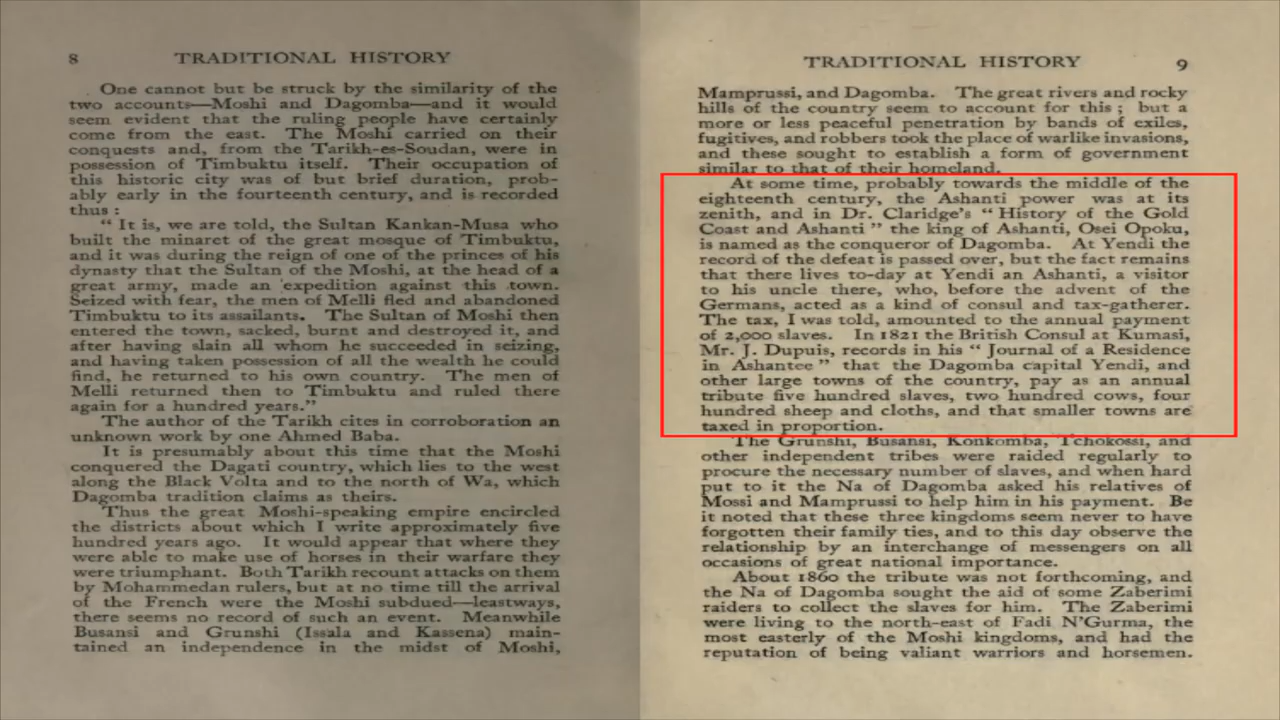 8 TRADITIONAL HISTORY
One cannot but be struck by the similarity of the
two accounts—Moshi and Dagomba—and it would
seem evident that the ruling people have certainly
come from the east. The Moshi carried on their
conquests and, from the Tarikh-es-Soudan, were in
possession of Timbuktu itself. Their occupation of
this historic city was of but brief duration, prob-
ably early in the fourteenth century, and is recorded
thus :
“ It is, we are told, the Sultan Kankan-Musa who
built the minaret of the great mosque of Timbuktu,
and it was during the reign of one of the princes of his
dynasty that the Sultan of the Moshi, at the head of a
great army, made an expedition against this town.
Seized with fear, the men of Melli fled and abandoned
Timbuktu to its assailants. The Sultan of Moshi then
entered the town, sacked, burnt and destroyed it, and
after having slain all whom he succeeded in seizing,
and having taken possession of all the wealth he could
find, he returned to his own country. The men of
Melli returned then to Timbuktu and ruled there
again for a hundred years.”
The author of the Tarikh cites in corroboration an
unknown work by one Ahmed Baba.
It is presumably about this time that the Moshi
conquered the Dagati country, which lies to the west
along the Black Volta and to the north of Wa, which
Dagomba tradition claims as theirs.
Thus the great Moshi-speaking empire encircled
the districts about which I write approximately five
hundred years ago. It would appear that where they
were able to make use of horses in their warfare they
were triumphant. Both Tarikh recount attacks on them
by Mohammedan rulers, but at no time till the arrival
of the French were the Moshi subdued—leastways,
there seems no record of such an event. Meanwhile
Busansi and Grunshi (Issala and Kassena) main-
tained an independence in the midst of Moshi,
TRADITIONAL HISTORY 9
Mamprussi, and Dagomba. The great rivers and rocky
hills of the country seem to account for this ; but a
more or less peaceful penetration by bands of exiles,
fugitives, and robbers took the place of warlike invasions,
and these sought to establish a form of government
similar to that of their homeland.
At some time, probably towards the middle of the
eighteenth century, the Ashanti power was at its
zenith, and in Dr. Claridge's “ History of the Gold
Coast and Ashanti ” the king of Ashanti, Osei Opoku,
is named as the conqueror of Dagomba. At Yendi the
record of the defeat is passed over, but the fact remains
that there lives to-day at Yendi an Ashanti, a visitor
to his uncle there, who, before the advent of the
Germans, acted as a kind of consul and tax-gatherer.
The tax, I was told, amounted to the annual payment
of 2,000 slaves. In 1821 the British Consul at Kumasi,
Mr. J. Dupuis, records in his “ Journal of a Residence
in Ashantee ” that the Dagomba capital Yendi, and
other large towns of the country, pay as an annual
tribute five hundred slaves, two hundred cows, four
hundred sheep and cloths, and that smaller towns are
taxed in proportion.
The Grunshi, Busansi, Konkomba, Tchokossi, and
other independent tribes were raided regularly to
procure the necessary number of slaves, and when hard
put to it the Na of Dagomba asked his relatives of
Mossi and Mamprussi to help him in his payment. Be
it noted that these three kingdoms seem never to have
forgotten their family ties, and to this day observe the
relationship by an interchange of messengers on all
occasions of great national importance.
About 1860 the tribute was not forthcoming, and
the Na of Dagomba sought the aid of some Zaberimi
raiders to collect the slaves for him. The Zaberimi
were living to the north-east of Fadi N'Gurma, the
most easterly of the Moshi kingdoms, and had the
reputation of being valiant warriors and horsemen.